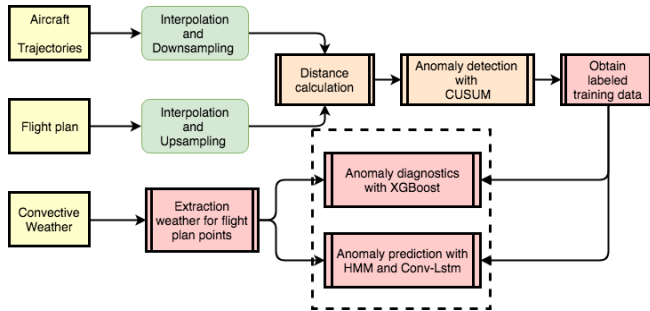 Aircraft
Trajectories
Interpolation
and
Downsampling
Distance
calculation
Anomaly detection
with
CUSUM
Obtain
labeled
training data
Flight plan
Interpolation
and
Upsampling
Anomaly diagnostics
with XGBoost
Convective
Weather
Extraction
weather for flight
plan points
Anomaly prediction with
HMM and Conv-Lstm